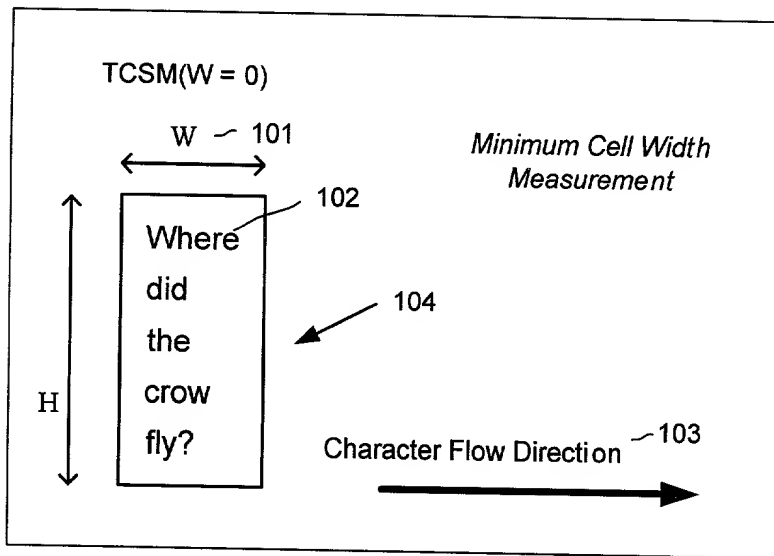 TCSM(W = 0)
W ~ 101
Minimum Cell Width
Measurement
102
Where
did
the
crow
fly?
104
H
Character Flow Direction ~ 103